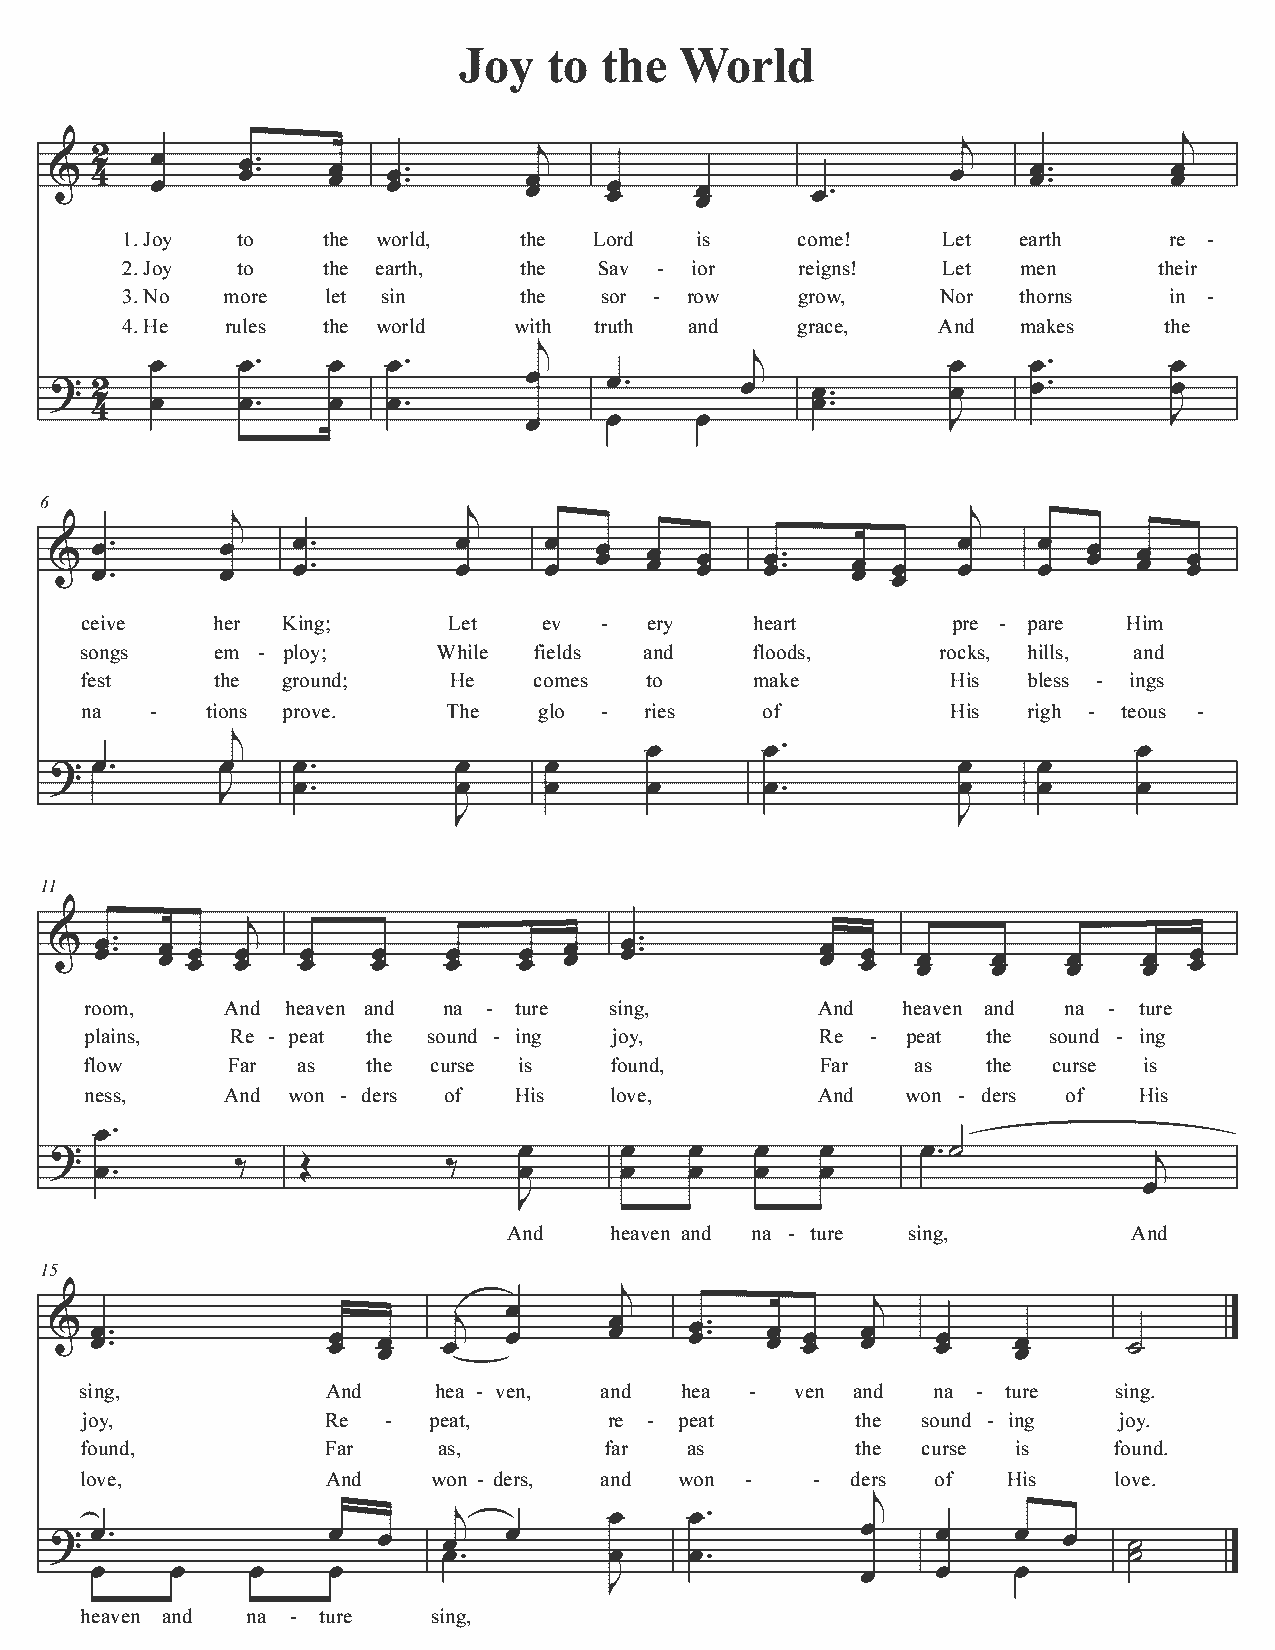 Joy to the World
1. Joy to the world, the Lord is come! Let earth re -
2. Joy to the earth, the Sav - ior reigns! Let men their
3. No more let sin the sor - row grow, Nor thorns in -
4. He rules the world with truth and grace, And makes the
6
ceive her King; Let ev - ery heart pre - pare Him
songs em - ploy; While fields and floods, rocks, hills, and
fest the ground; He comes to make His bless - ings
na - tions prove. The glo - ries of His righ - teous -
11
room, And heaven and na - ture sing, And heaven and na - ture
plains, Re - peat the sound - ing joy, Re - peat the sound - ing
flow Far as the curse is found, Far as the curse is
ness, And won - ders of His love, And won - ders of His
And heaven and na - ture sing, And
15
sing, And hea - ven, and hea - ven and na - ture sing.
joy, Re - peat, re - peat the sound - ing joy.
found, Far as, far as the curse is found.
love, And won - ders, and won - - ders of His love.
heaven and na - ture sing,